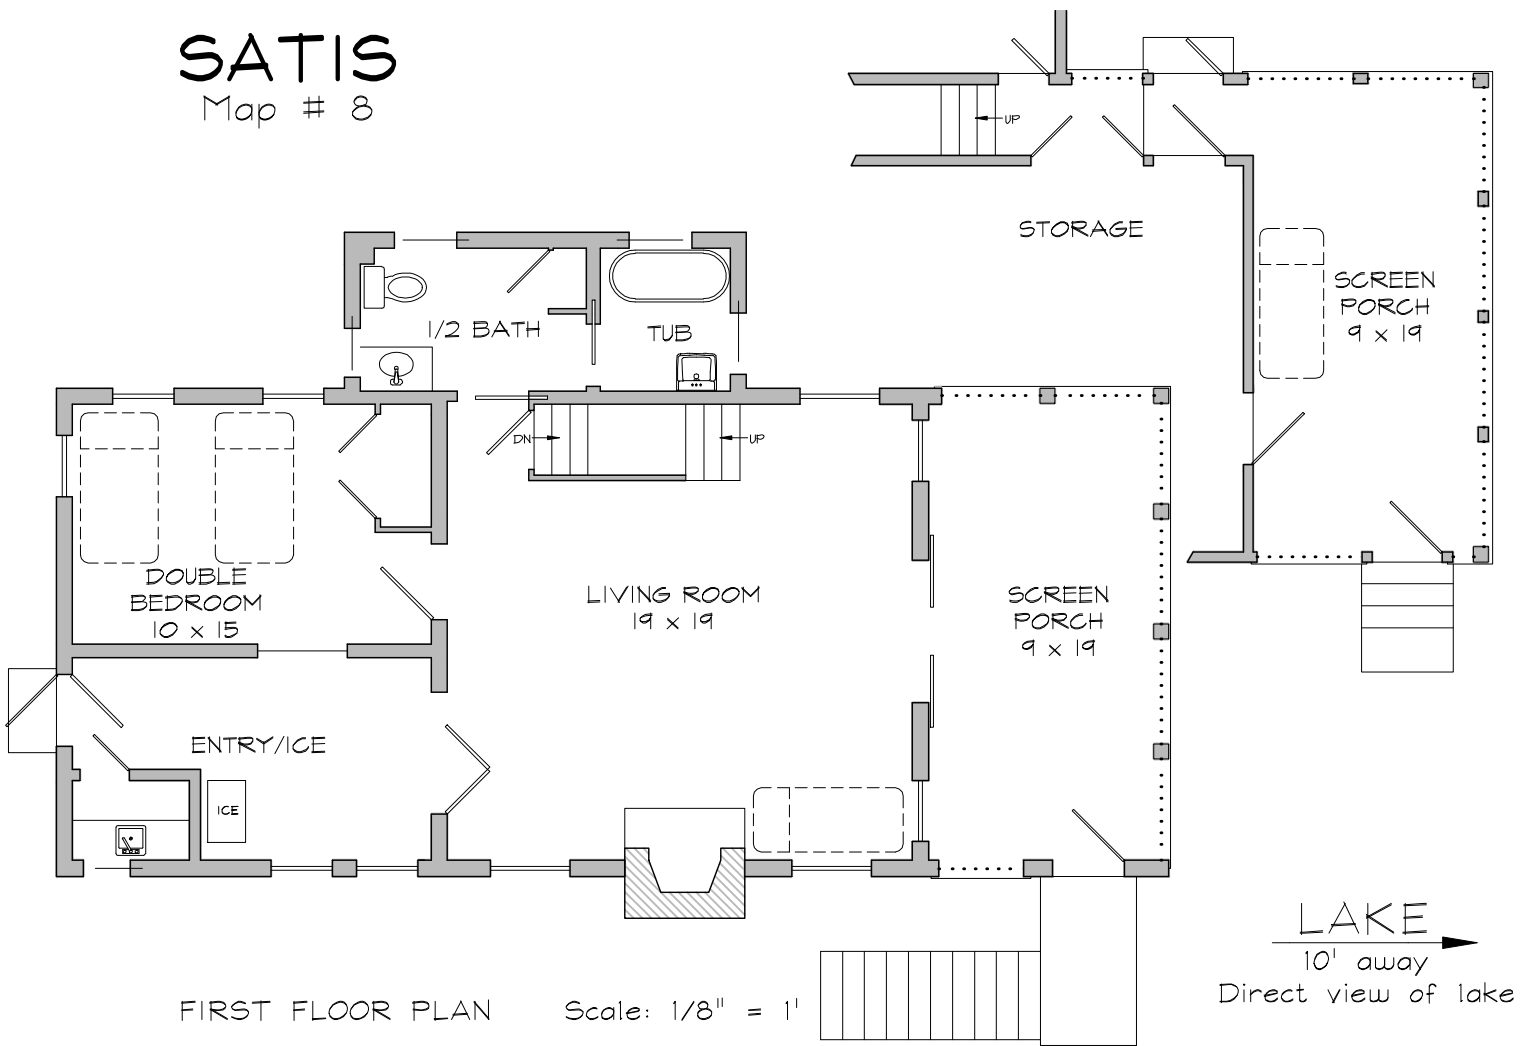 SATIS
Map # 8
UP
STORAGE
SCREEN
PORCH
9 x 19
1/2 BATH
TUB
DN
UP
DOUBLE
BEDROOM
10 x 15
LIVING ROOM
19 x 19
SCREEN
PORCH
9 x 19
ENTRY/ICE
ICE
LAKE
10' away
Direct view of lake
FIRST FLOOR PLAN
Scale: 1/8" = 1'